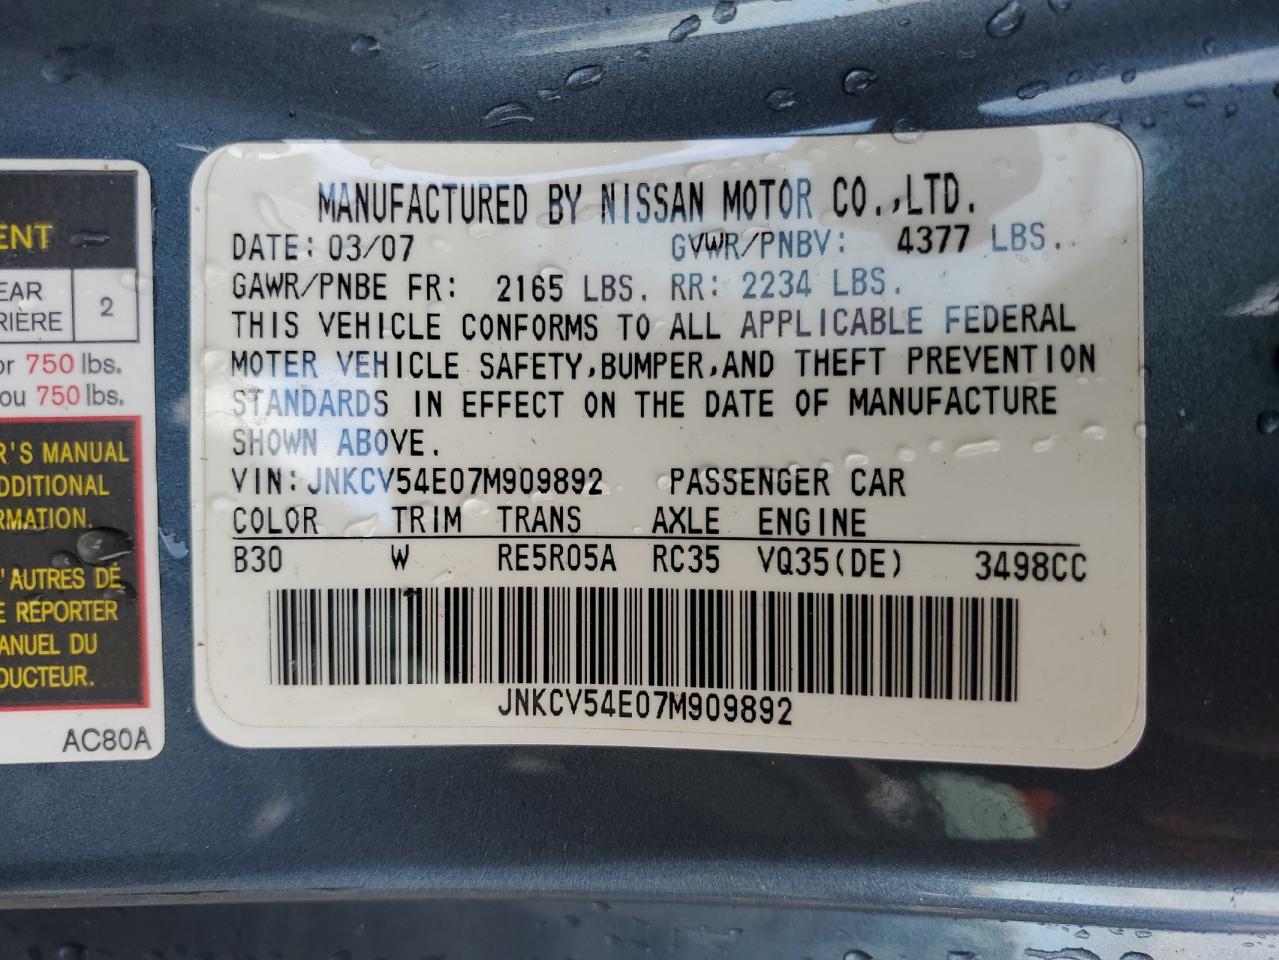 ENT
EAR
RIÈRE
2
or 750 lbs.
ou 750 lbs.
R'S MANUAL
DDITIONAL
RMATION.
'AUTRES DÉ
E REPORTER
ANUEL DU
DUCTEUR.
AC80A
MANUFACTURED BY NISSAN MOTOR CO.,LTD.
DATE: 03/07 GVWR/PNBV: 4377 LBS.
GAWR/PNBE FR: 2165 LBS. RR: 2234 LBS.
THIS VEHICLE CONFORMS TO ALL APPLICABLE FEDERAL
MOTER VEHICLE SAFETY,BUMPER,AND THEFT PREVENTION
STANDARDS IN EFFECT ON THE DATE OF MANUFACTURE
SHOWN ABOVE.
VIN:JNKCV54E07M909892 PASSENGER CAR
COLOR TRIM TRANS AXLE ENGINE
B30 W RE5R05A RC35 VQ35(DE) 3498CC
JNKCV54E07M909892